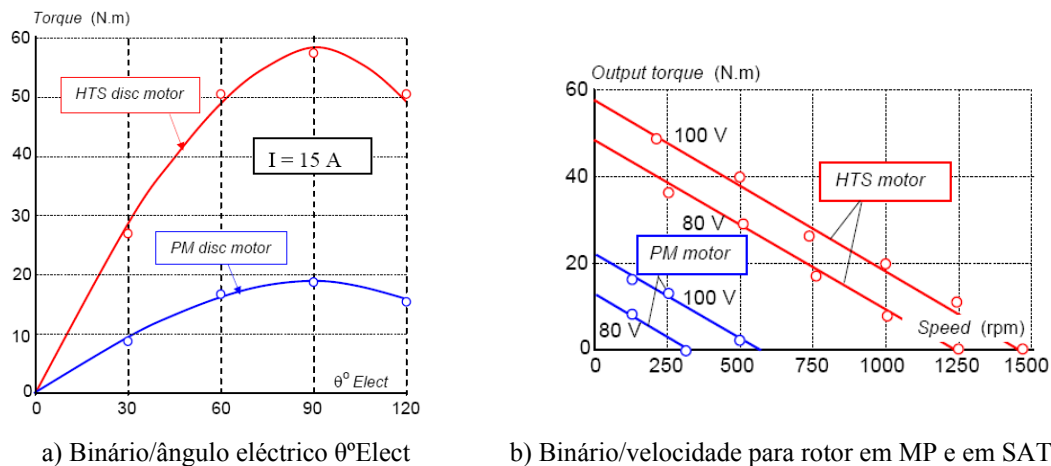 Torque (N.m)
60
50
40
30
20
10
0
HTS disc motor
I = 15 A
PM disc motor
θ° Elect
0 30 60 90 120
a) Binário/ângulo eléctrico θºElect
Output torque (N.m)
60
40
20
0
100 V
HTS motor
80 V
PM motor
100 V
80 V
Speed (rpm)
0 250 500 750 1000 1250 1500
b) Binário/velocidade para rotor em MP e em SAT